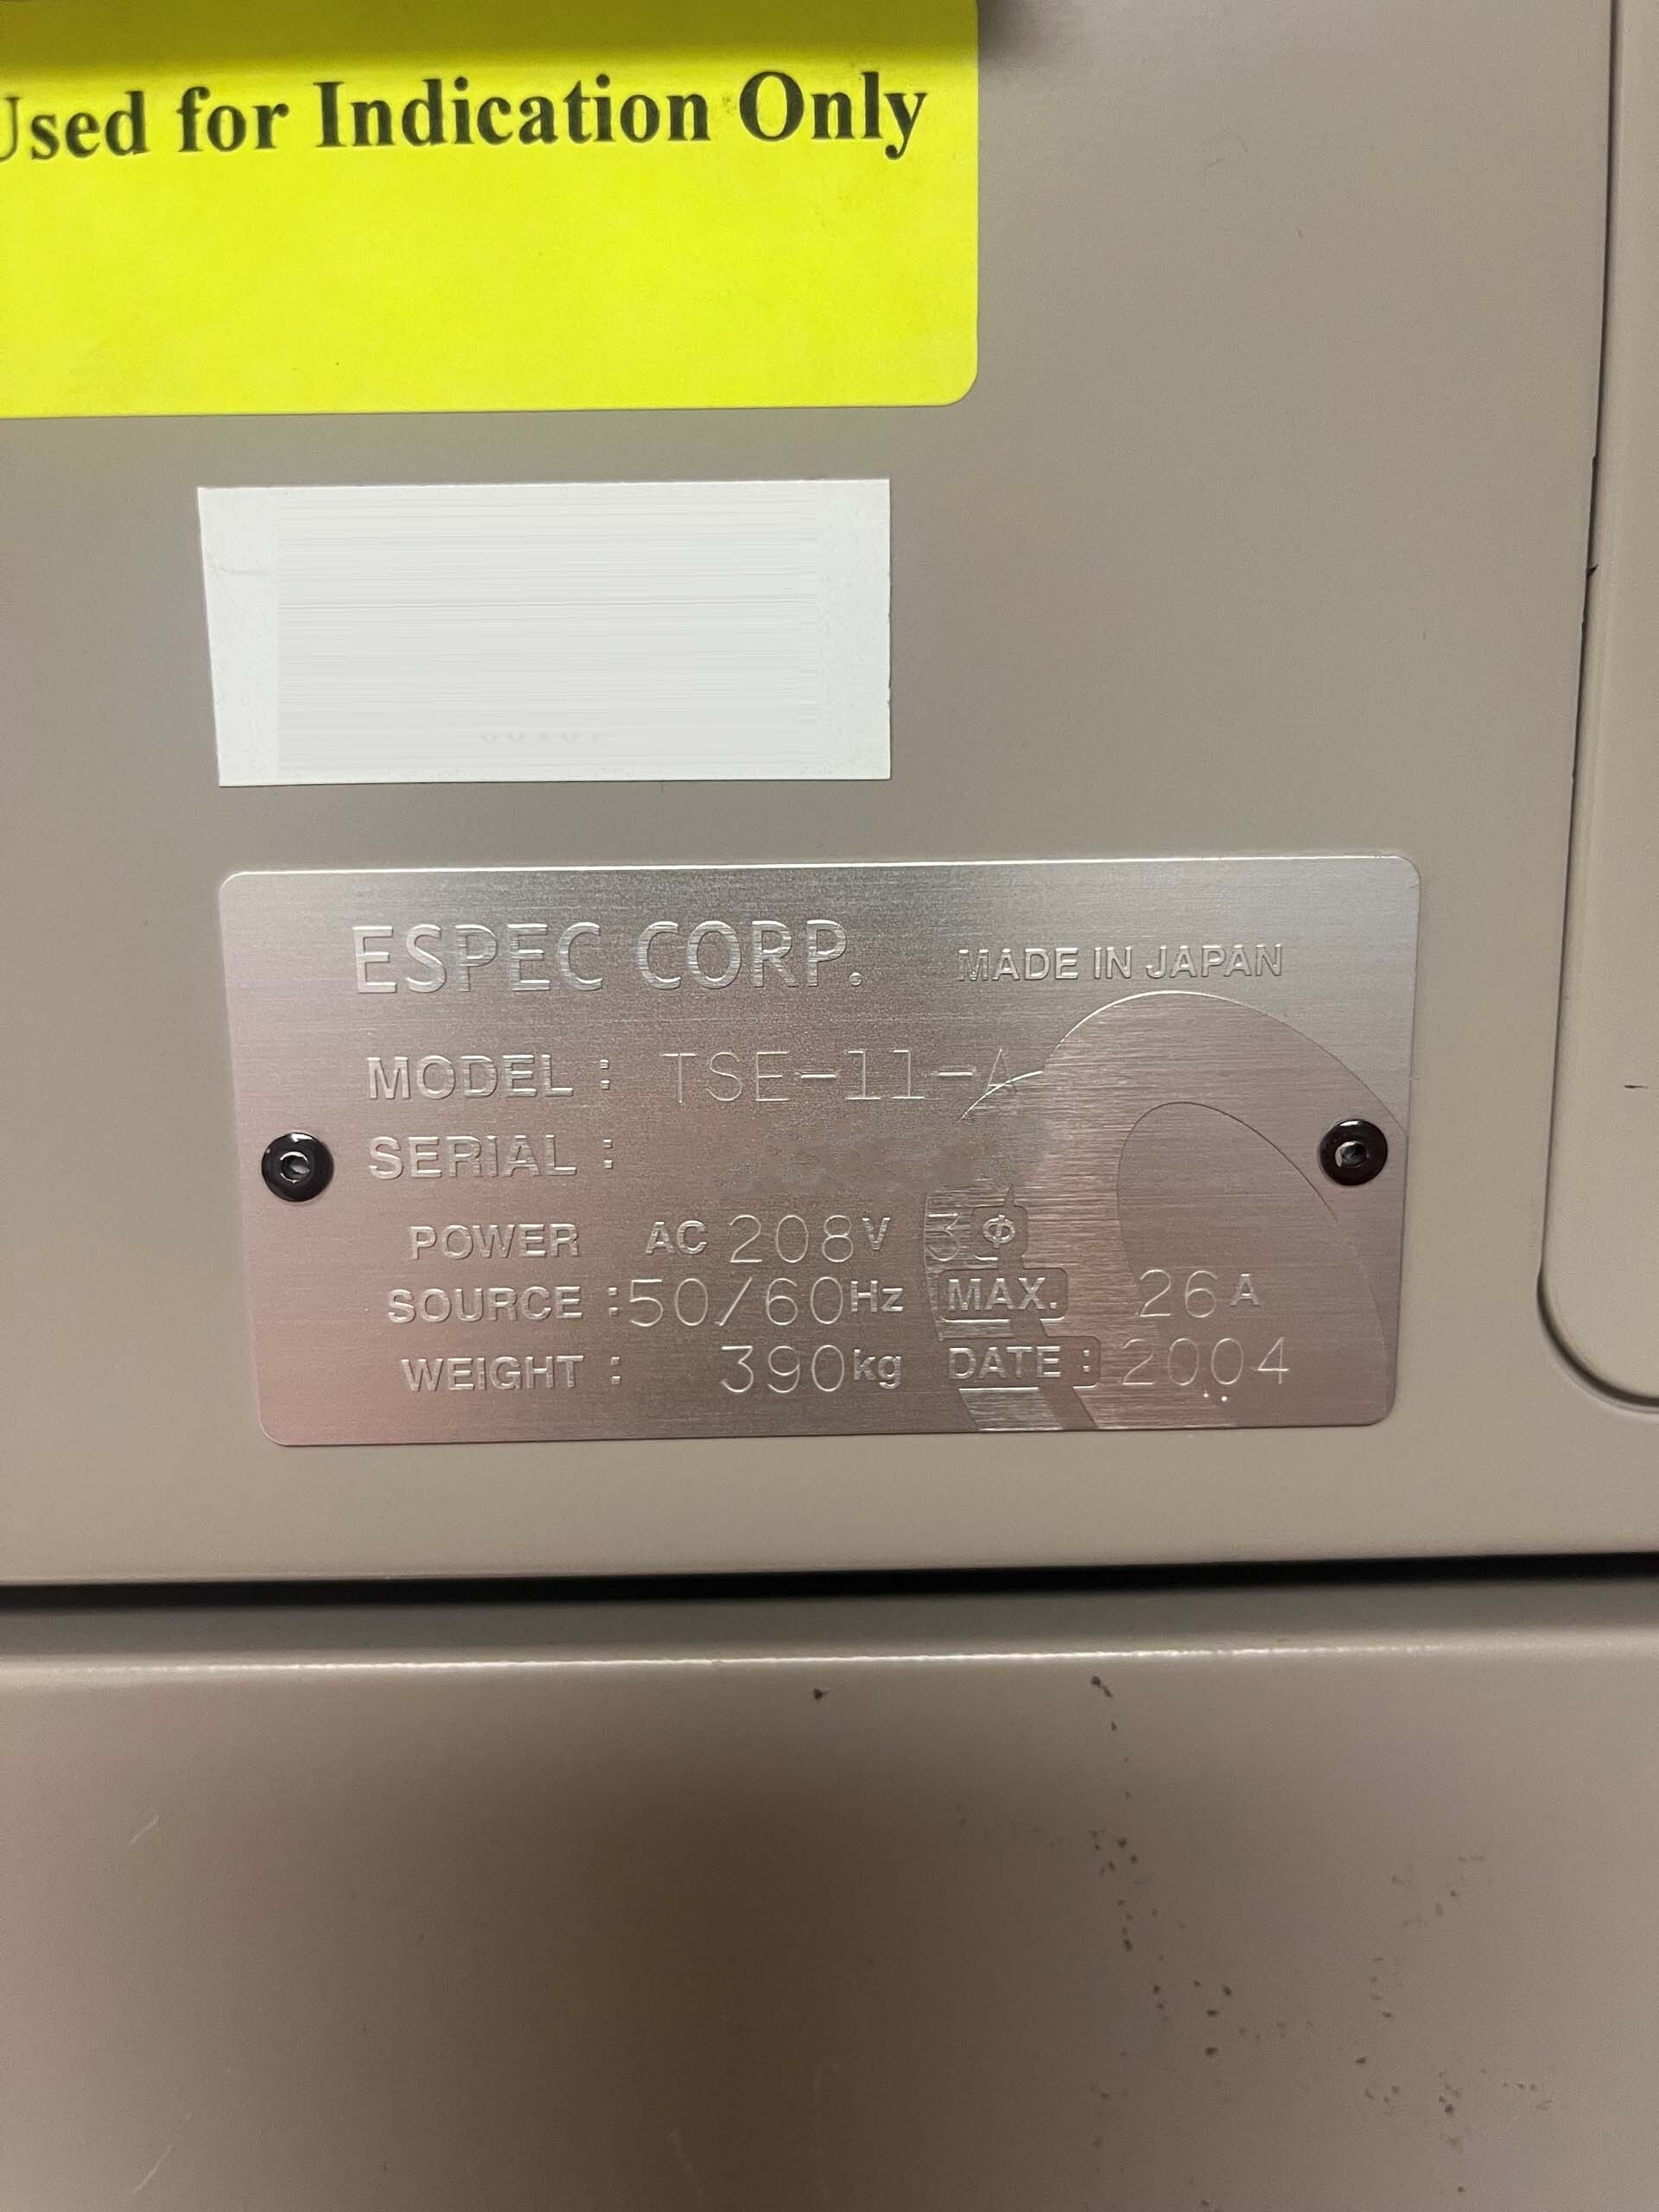 Used for Indication Only
ESPEC CORP. MADE IN JAPAN
MODEL : TSE-11-A
SERIAL :
POWER AC 208V 3Φ
SOURCE : 50/60Hz MAX. 26A
WEIGHT : 390kg DATE : 2004